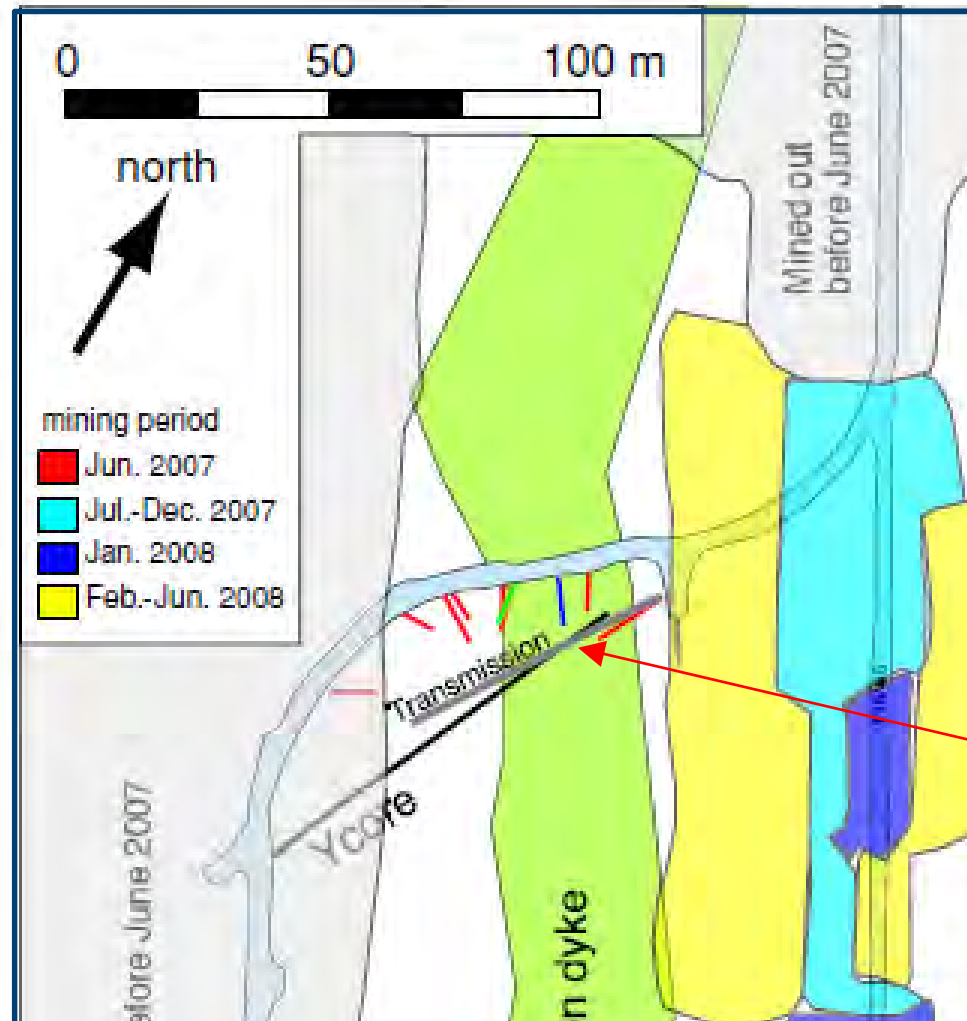 0 50 100 m
north
mining period
Jun. 2007
Jul.-Dec. 2007
Jan. 2008
Feb.-Jun. 2008
Mined out
before June 2007
Transmission
Ycore
efore June 2007
n dyke